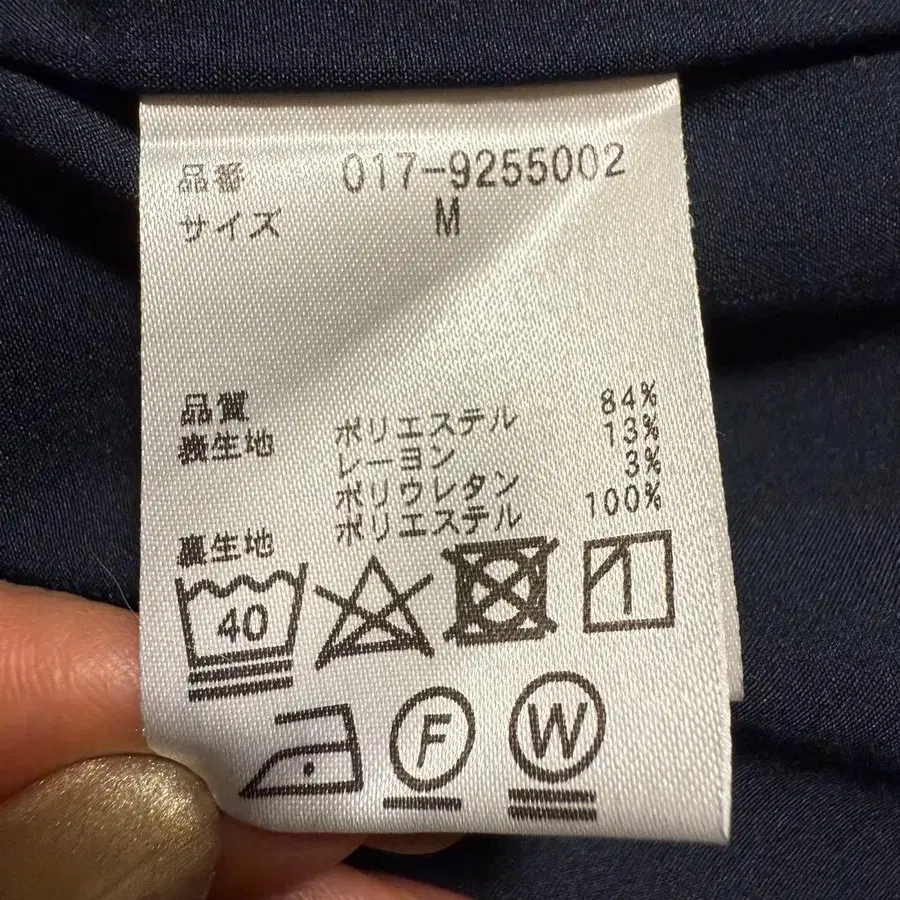 品番 017-9255002
サイズ M
品質
表生地 ポリエステル 84%
レーヨン 13%
ポリウレタン 3%
裏生地 ポリエステル 100%
40
F W